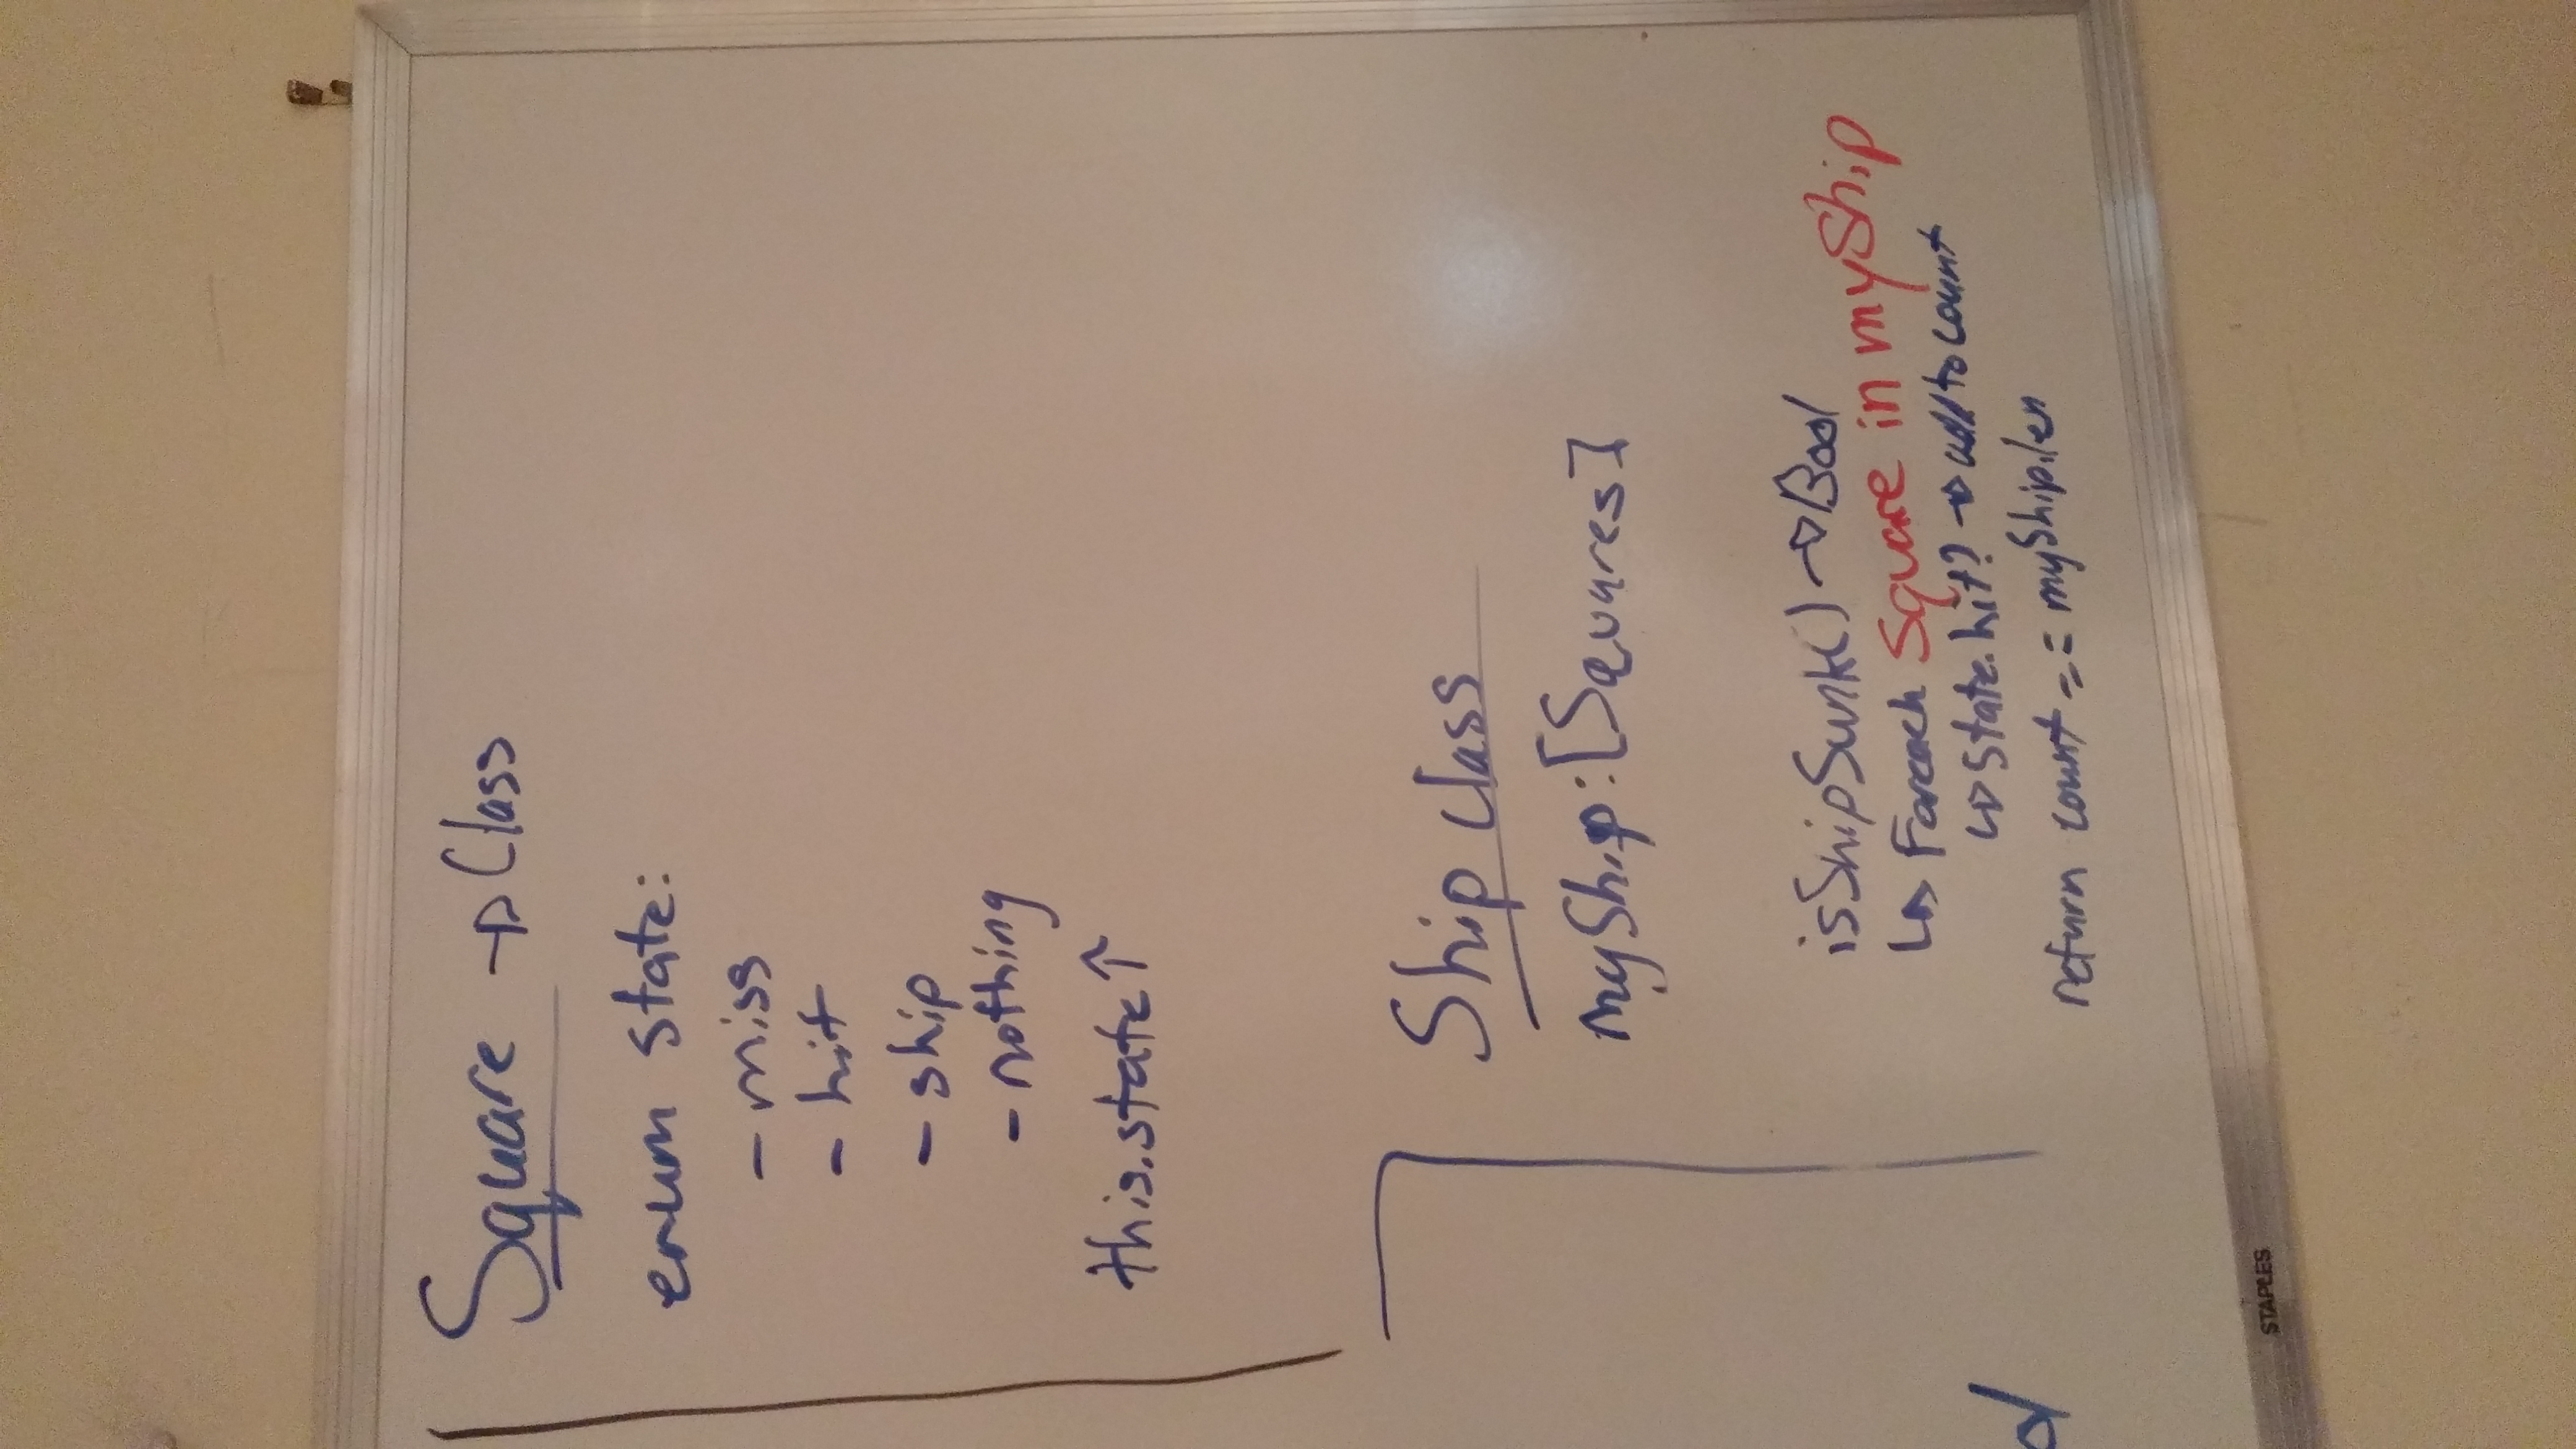 Square → Class
enum state:
- miss
- hit
- ship
- nothing
this.state ↑
Ship class
myShip:[Squares]
isShipSunk() → Bool
↳ Foreach Square in myShip
↳ state.hit? → add to count
return count == myShip.len
d
STAPLES